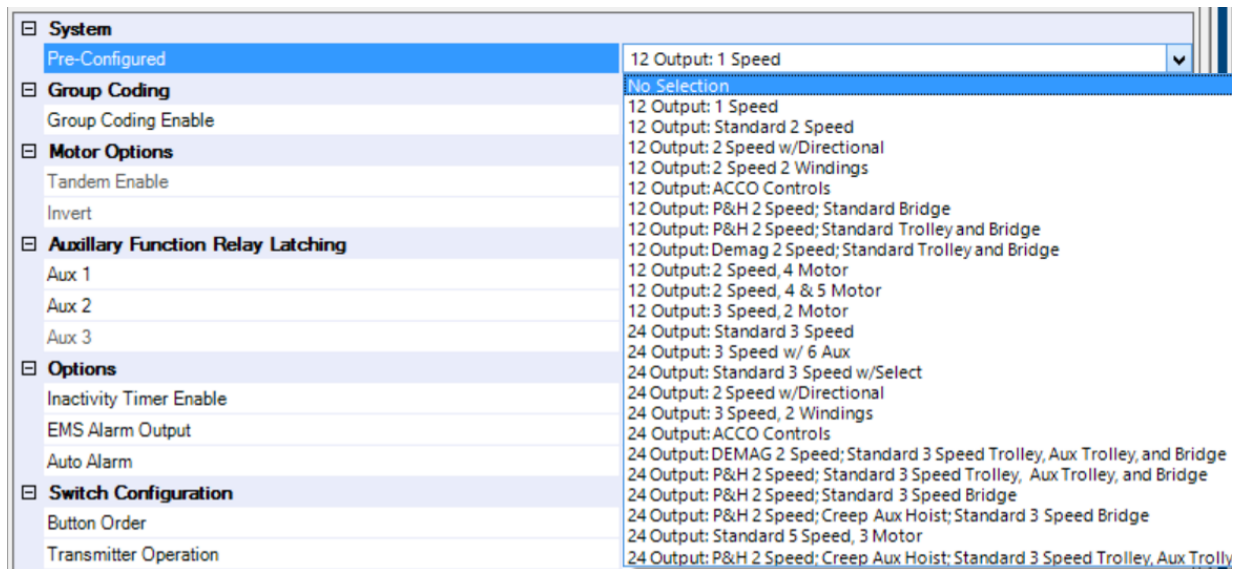 System
Pre-Configured
12 Output: 1 Speed
Group Coding
Group Coding Enable
Motor Options
Tandem Enable
Invert
Auxillary Function Relay Latching
Aux 1
Aux 2
Aux 3
Options
Inactivity Timer Enable
EMS Alarm Output
Auto Alarm
Switch Configuration
Button Order
Transmitter Operation
No Selection
12 Output: 1 Speed
12 Output: Standard 2 Speed
12 Output: 2 Speed w/Directional
12 Output: 2 Speed 2 Windings
12 Output: ACCO Controls
12 Output: P&H 2 Speed; Standard Bridge
12 Output: P&H 2 Speed; Standard Trolley and Bridge
12 Output: Demag 2 Speed; Standard Trolley and Bridge
12 Output: 2 Speed, 4 Motor
12 Output: 2 Speed, 4 & 5 Motor
12 Output: 3 Speed, 2 Motor
24 Output: Standard 3 Speed
24 Output: 3 Speed w/ 6 Aux
24 Output: Standard 3 Speed w/Select
24 Output: 2 Speed w/Directional
24 Output: 3 Speed, 2 Windings
24 Output: ACCO Controls
24 Output: DEMAG 2 Speed; Standard 3 Speed Trolley, Aux Trolley, and Bridge
24 Output: P&H 2 Speed; Standard 3 Speed Trolley, Aux Trolley, and Bridge
24 Output: P&H 2 Speed; Standard 3 Speed Bridge
24 Output: P&H 2 Speed; Creep Aux Hoist; Standard 3 Speed Bridge
24 Output: Standard 5 Speed, 3 Motor
24 Output: P&H 2 Speed; Creep Aux Hoist; Standard 3 Speed Trolley, Aux Trolly